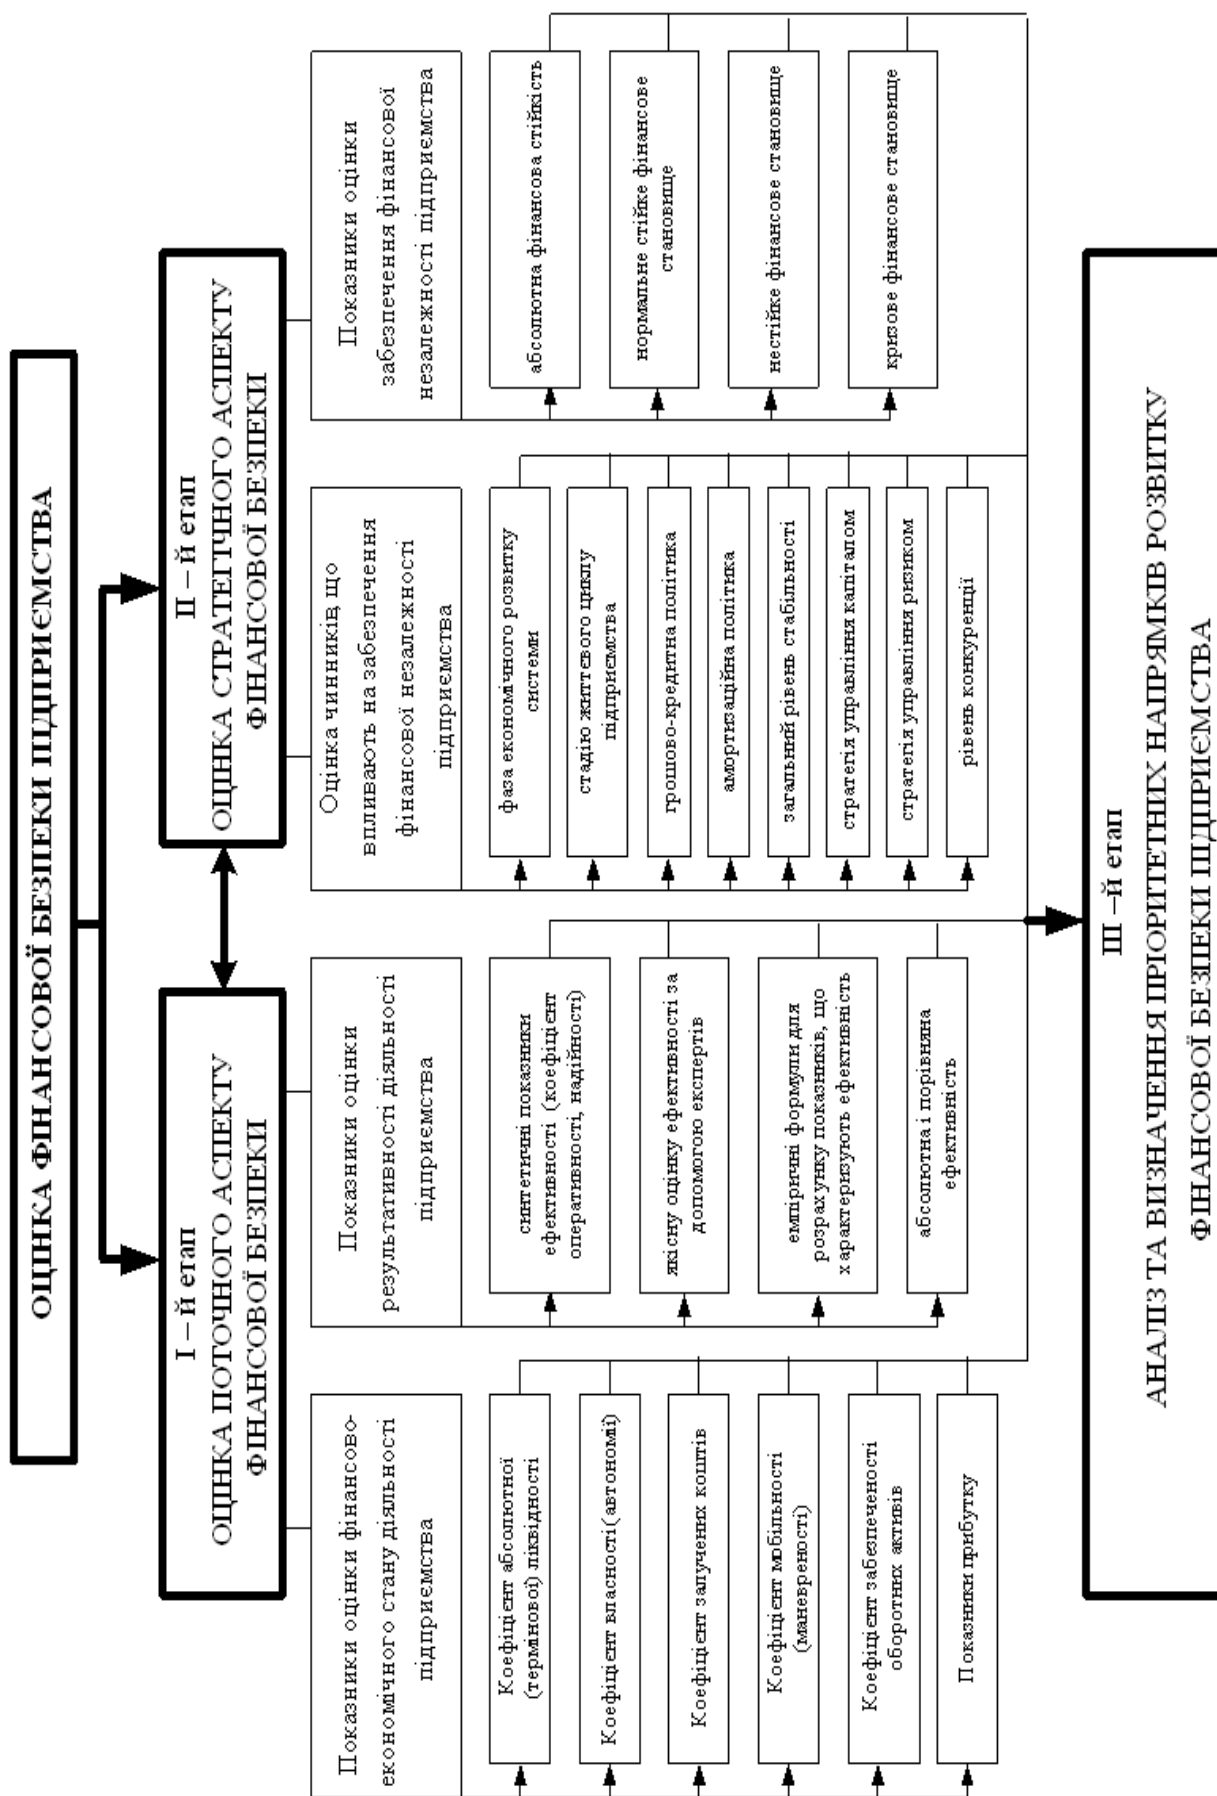 ОЦІНКА ФІНАНСОВОЇ БЕЗПЕКИ ПІДПРИЄМСТВА
І – й етап
ОЦІНКА ПОТОЧНОГО АСПЕКТУ
ФІНАНСОВОЇ БЕЗПЕКИ
ІІ – й етап
ОЦІНКА СТРАТЕГІЧНОГО АСПЕКТУ
ФІНАНСОВОЇ БЕЗПЕКИ
Показники оцінки фінансово-
економічного стану діяльності
підприємства
Коефіцієнт абсолютної
(термінової) ліквідності
Коефіцієнт власності(автономії)
Коефіцієнт залучених коштів
Коефіцієнт мобільності
(маневреності)
Коефіцієнт забезпеченості
оборотних активів
Показники прибутку
Показники оцінки
результативності діяльності
підприємства
синтетичні показники
ефективності (коефіцієнт
оперативності, надійності)
якісну оцінку ефективності за
допомогою експертів
емпіричні формули для
розрахунку показників, що
характеризують ефективність
абсолютна і порівняна
ефективність
Оцінка чинників, що
впливають на забезпечення
фінансової незалежності
підприємства
фаза економічного розвитку
системи
стадію життєвого циклу
підприємства
грошово-кредитна політика
амортизаційна політика
загальний рівень стабільності
стратегія управління капіталом
стратегія управління ризиком
рівень конкуренції
Показники оцінки
забезпечення фінансової
незалежності підприємства
абсолютна фінансова стійкість
нормальне стійке фінансове
становище
нестійке фінансове становище
кризове фінансове становище
ІІІ –й етап
АНАЛІЗ ТА ВИЗНАЧЕННЯ ПРІОРИТЕТНИХ НАПРЯМКІВ РОЗВИТКУ
ФІНАНСОВОЇ БЕЗПЕКИ ПІДПРИЄМСТВА